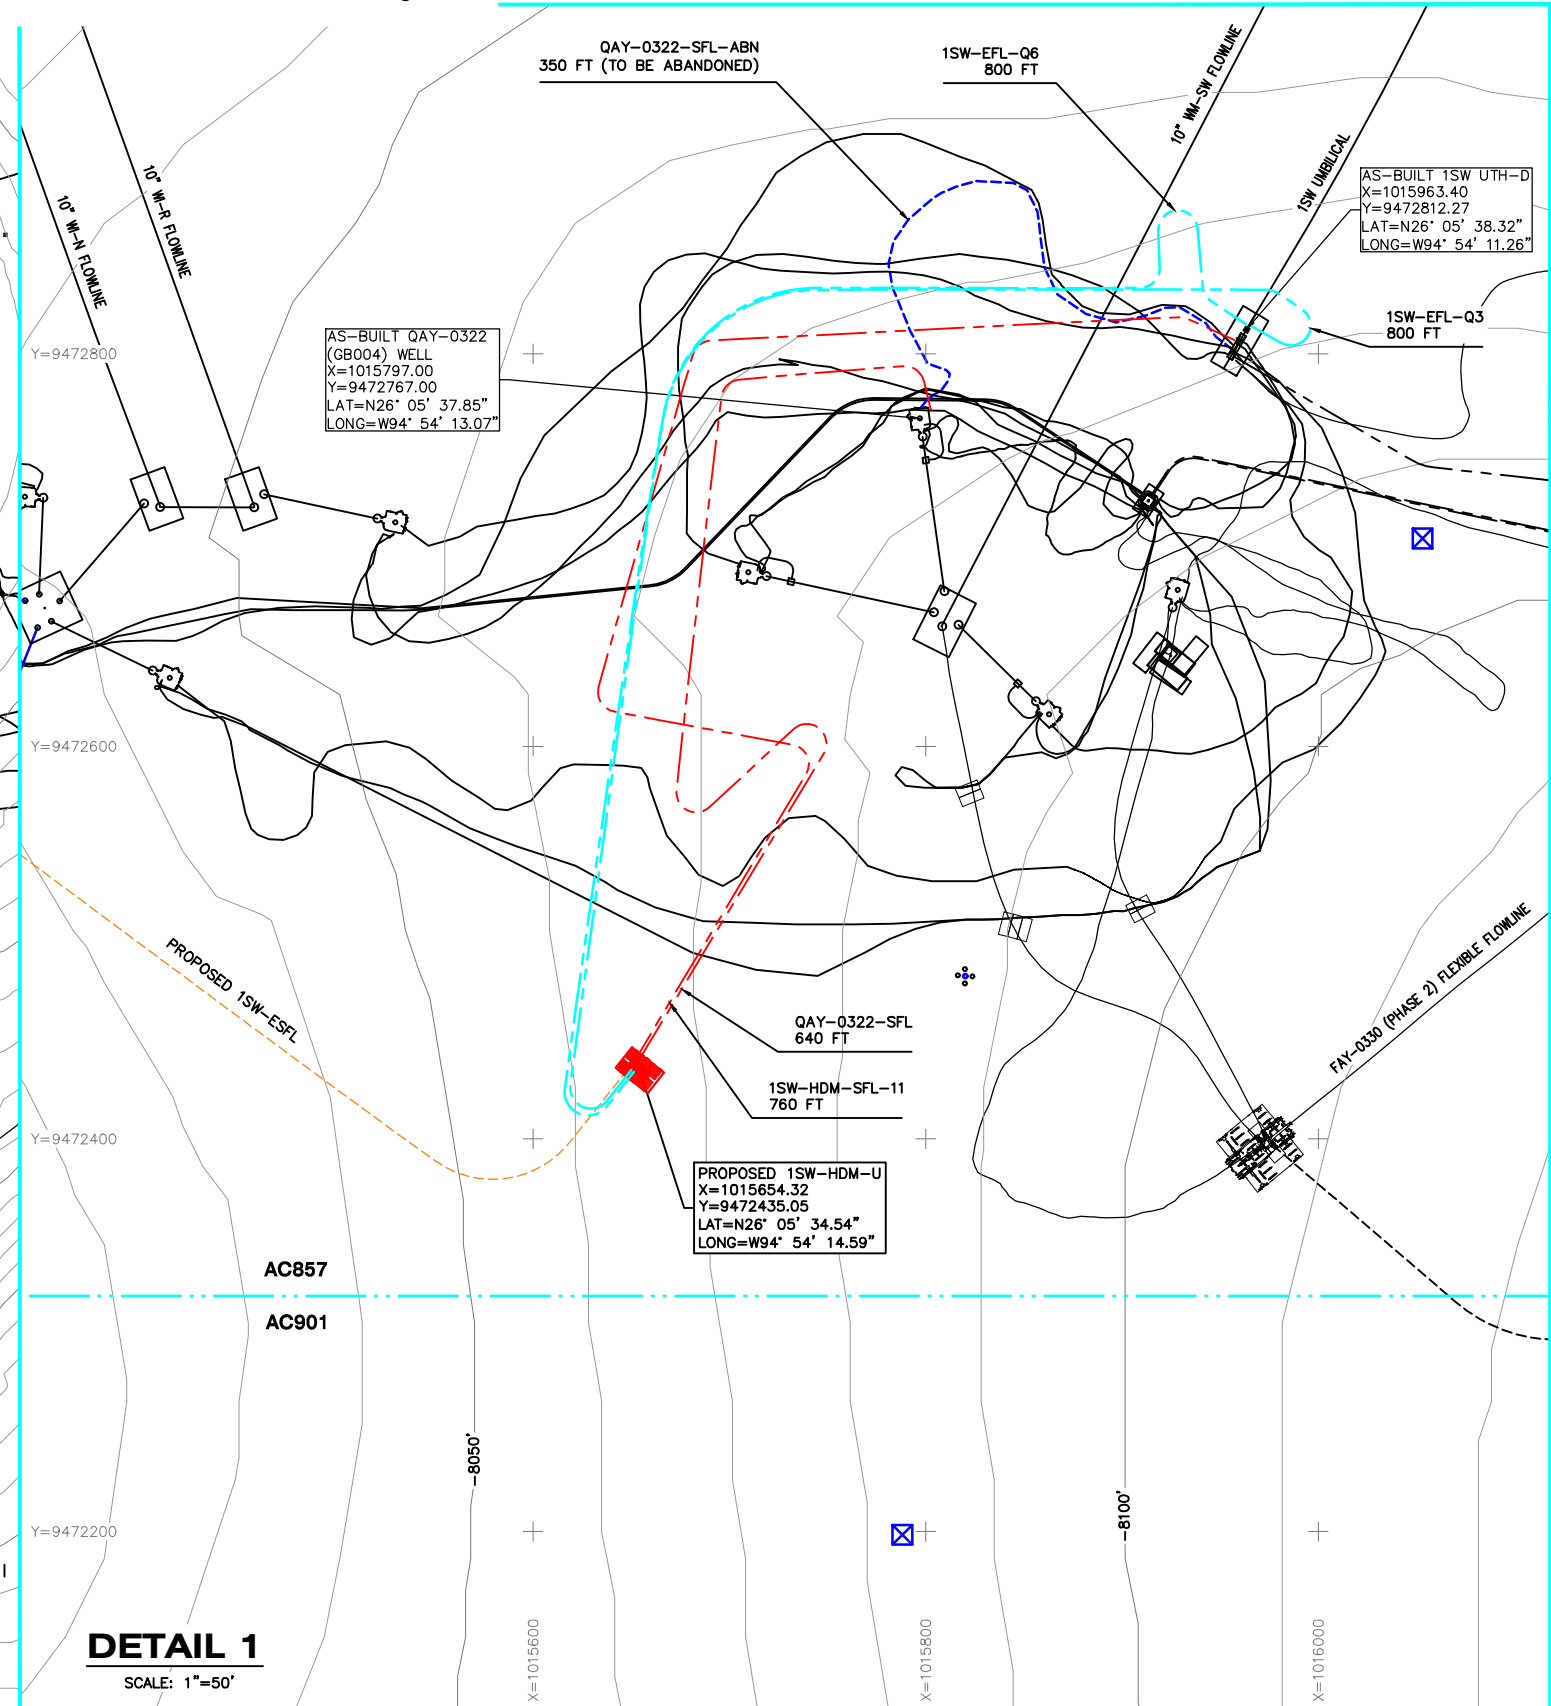 QAY-0322-SFL-ABN
350 FT (TO BE ABANDONED)
1SW-EFL-Q6
800 FT
10" WM-SW FLOWLINE
1SW UMBILICAL
10" WI-N FLOWLINE
10" WI-R FLOWLINE
AS-BUILT 1SW UTH-D
X=1015963.40
Y=9472812.27
LAT=N26° 05' 38.32"
LONG=W94° 54' 11.26"
1SW-EFL-Q3
800 FT
Y=9472800
AS-BUILT QAY-0322
(GB004) WELL
X=1015797.00
Y=9472767.00
LAT=N26° 05' 37.85"
LONG=W94° 54' 13.07"
Y=9472600
PROPOSED 1SW-ESFL
FAY-0330 (PHASE 2) FLEXIBLE FLOWLINE
QAY-0322-SFL
640 FT
1SW-HDM-SFL-11
760 FT
Y=9472400
PROPOSED 1SW-HDM-U
X=1015654.32
Y=9472435.05
LAT=N26° 05' 34.54"
LONG=W94° 54' 14.59"
AC857
AC901
-8050'
-8100'
Y=9472200
X=1015600
X=1015800
X=1016000
DETAIL 1
SCALE: 1"=50'